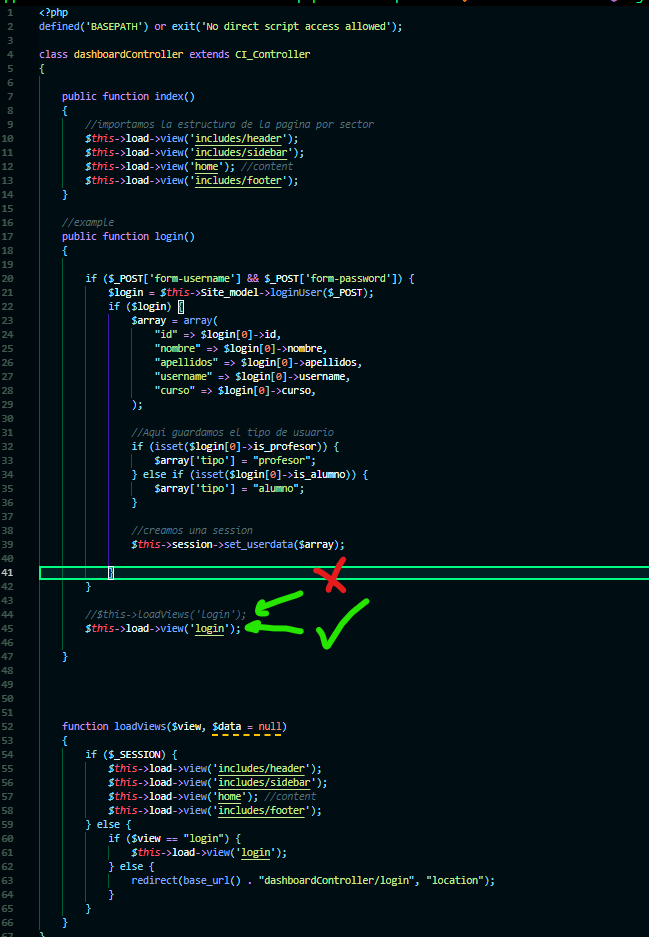 1 <?php
2 defined('BASEPATH') or exit('No direct script access allowed');
3
4 class dashboardController extends CI_Controller
5 {
6
7 public function index()
8 {
9 //importamos la estructura de la pagina por sector
10 $this->load->view('includes/header');
11 $this->load->view('includes/sidebar');
12 $this->load->view('home'); //content
13 $this->load->view('includes/footer');
14 }
15
16 //example
17 public function login()
18 {
19
20 if ($_POST['form-username'] && $_POST['form-password']) {
21 $login = $this->Site_model->loginUser($_POST);
22 if ($login) {
23 $array = array(
24 "id" => $login[0]->id,
25 "nombre" => $login[0]->nombre,
26 "apellidos" => $login[0]->apellidos,
27 "username" => $login[0]->username,
28 "curso" => $login[0]->curso,
29 );
30
31 //Aqui guardamos el tipo de usuario
32 if (isset($login[0]->is_profesor)) {
33 $array['tipo'] = "profesor";
34 } else if (isset($login[0]->is_alumno)) {
35 $array['tipo'] = "alumno";
36 }
37
38 //creamos una session
39 $this->session->set_userdata($array);
40
41 }
42 }
43
44 //$this->loadViews('login');
45 $this->load->view('login');
46
47 }
48
49
50
51
52 function loadViews($view, $data = null)
53 {
54 if ($_SESSION) {
55 $this->load->view('includes/header');
56 $this->load->view('includes/sidebar');
57 $this->load->view('home'); //content
58 $this->load->view('includes/footer');
59 } else {
60 if ($view == "login") {
61 $this->load->view('login');
62 } else {
63 redirect(base_url() . "dashboardController/login", "location");
64 }
65 }
66 }
67 }